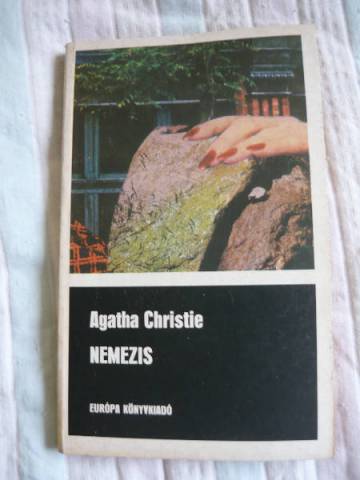 Agatha Christie
NEMEZIS
EURÓPA KÖNYVKIADÓ